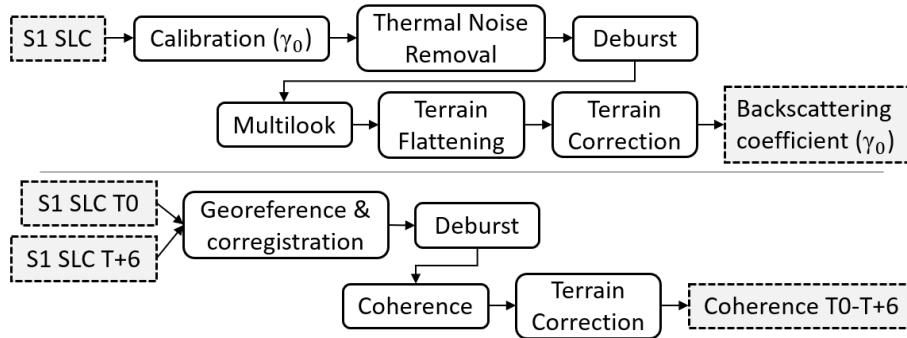 S1 SLC
Calibration (γ₀)
Thermal Noise
Removal
Deburst
Multilook
Terrain
Flattening
Terrain
Correction
Backscattering
coefficient (γ₀)
S1 SLC T0
S1 SLC T+6
Georeference &
corregistration
Deburst
Coherence
Terrain
Correction
Coherence T0-T+6